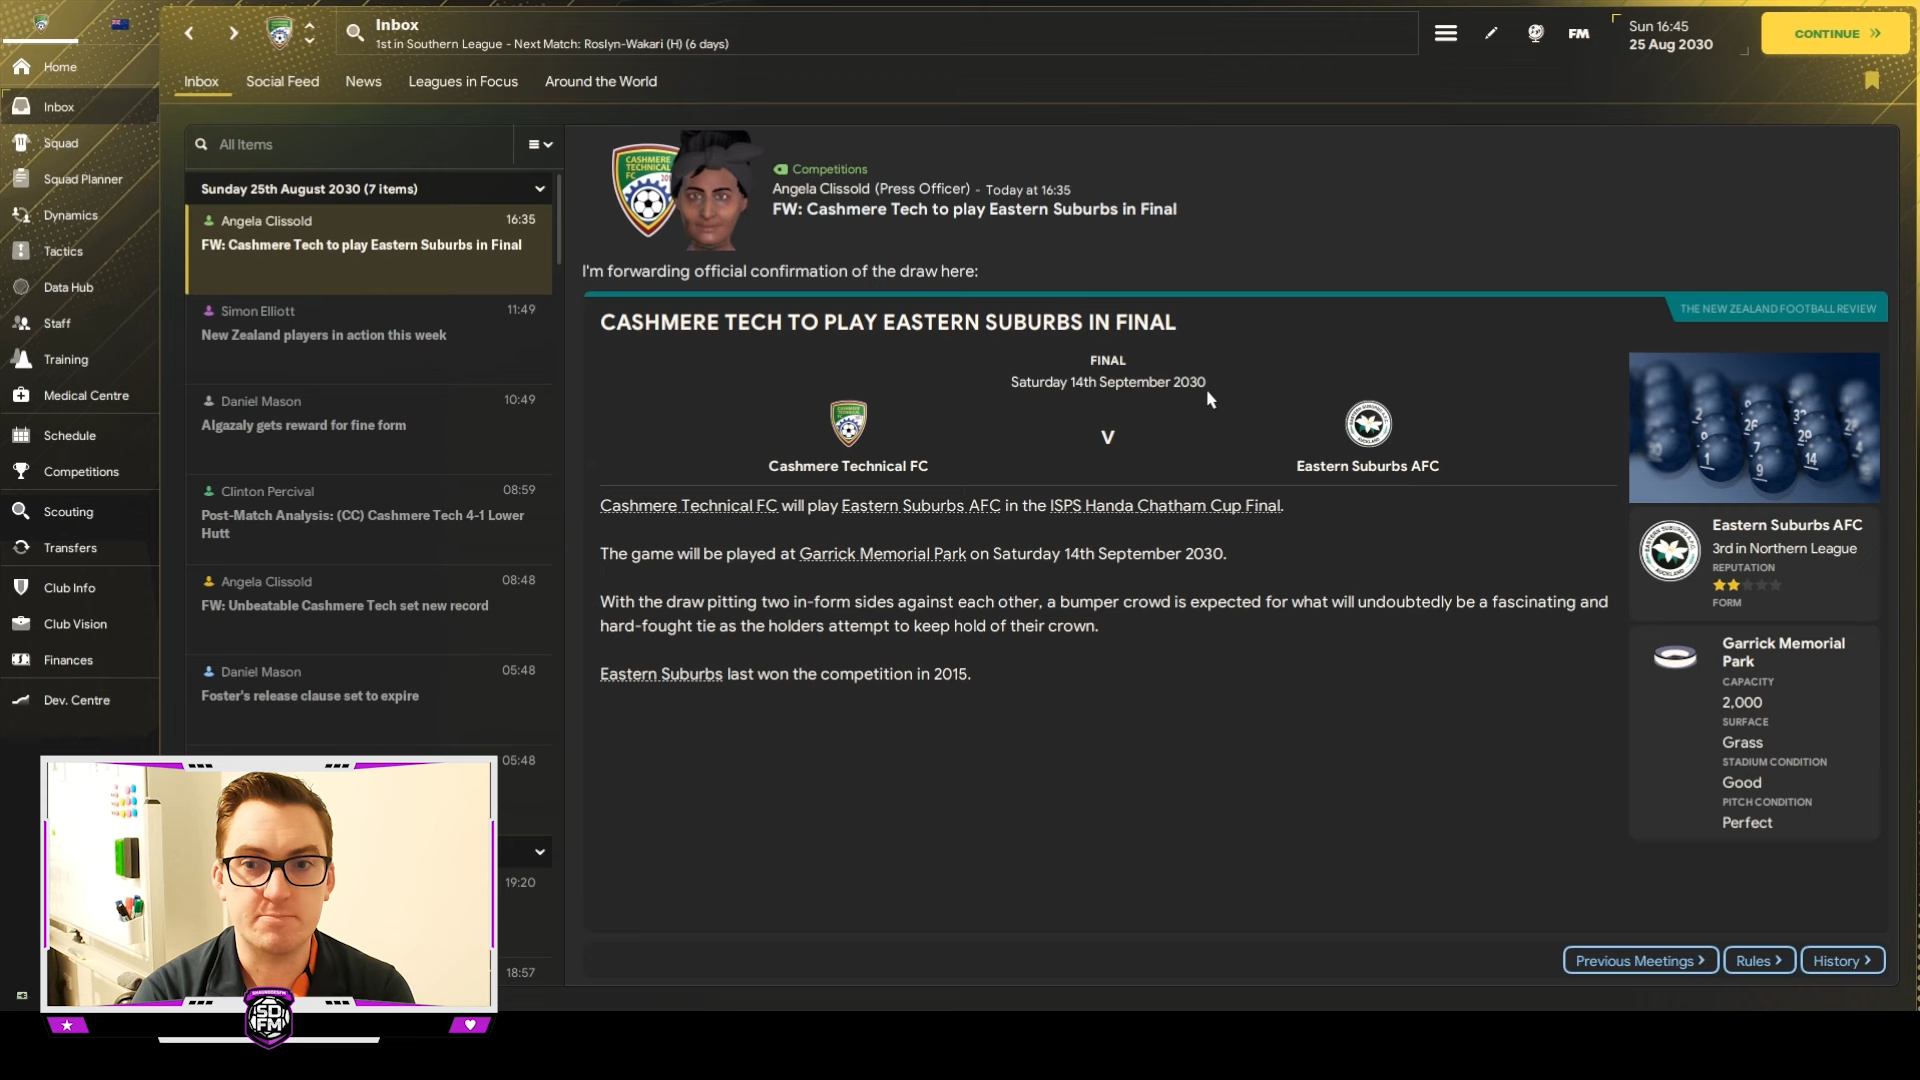 Inbox
1st in Southern League - Next Match: Roslyn-Wakari (H) (6 days)
FM
Sun 16:45
25 Aug 2030
CONTINUE
Inbox
Social Feed
News
Leagues in Focus
Around the World
Home
Inbox
Squad
Squad Planner
Dynamics
Tactics
Data Hub
Staff
Training
Medical Centre
Schedule
Competitions
Scouting
Transfers
Club Info
Club Vision
Finances
Dev. Centre
All Items
Sunday 25th August 2030 (7 items)
Angela Clissold
16:35
FW: Cashmere Tech to play Eastern Suburbs in Final
Simon Elliott
11:49
New Zealand players in action this week
Daniel Mason
10:49
Algazaly gets reward for fine form
Clinton Percival
08:59
Post-Match Analysis: (CC) Cashmere Tech 4-1 Lower
Hutt
Angela Clissold
08:48
FW: Unbeatable Cashmere Tech set new record
Daniel Mason
05:48
Foster's release clause set to expire
05:48
19:20
18:57
CASHMERE
TECHNICAL
FC
Competitions
Angela Clissold (Press Officer) - Today at 16:35
FW: Cashmere Tech to play Eastern Suburbs in Final
I'm forwarding official confirmation of the draw here:
THE NEW ZEALAND FOOTBALL REVIEW
CASHMERE TECH TO PLAY EASTERN SUBURBS IN FINAL
FINAL
Saturday 14th September 2030
V
Cashmere Technical FC
Eastern Suburbs AFC
Cashmere Technical FC will play Eastern Suburbs AFC in the ISPS Handa Chatham Cup Final.
The game will be played at Garrick Memorial Park on Saturday 14th September 2030.
With the draw pitting two in-form sides against each other, a bumper crowd is expected for what will undoubtedly be a fascinating and
hard-fought tie as the holders attempt to keep hold of their crown.
Eastern Suburbs last won the competition in 2015.
Eastern Suburbs AFC
3rd in Northern League
REPUTATION
FORM
Garrick Memorial
Park
CAPACITY
2,000
SURFACE
Grass
STADIUM CONDITION
Good
PITCH CONDITION
Perfect
Previous Meetings
Rules
History
SD
FM